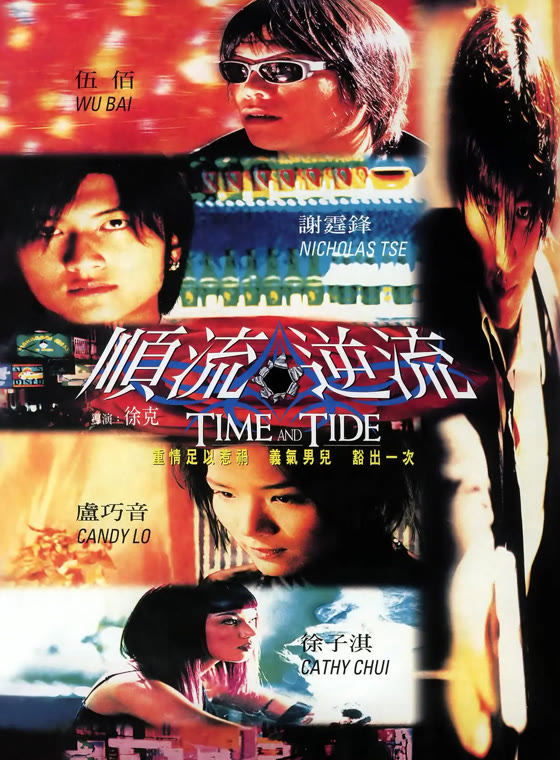 伍佰
WU BAI
謝霆鋒
NICHOLAS TSE
順流逆流
導演：徐克
TIME AND TIDE
重情足以惹禍 義氣男兒 豁出一次
盧巧音
CANDY LO
徐子淇
CATHY CHUI